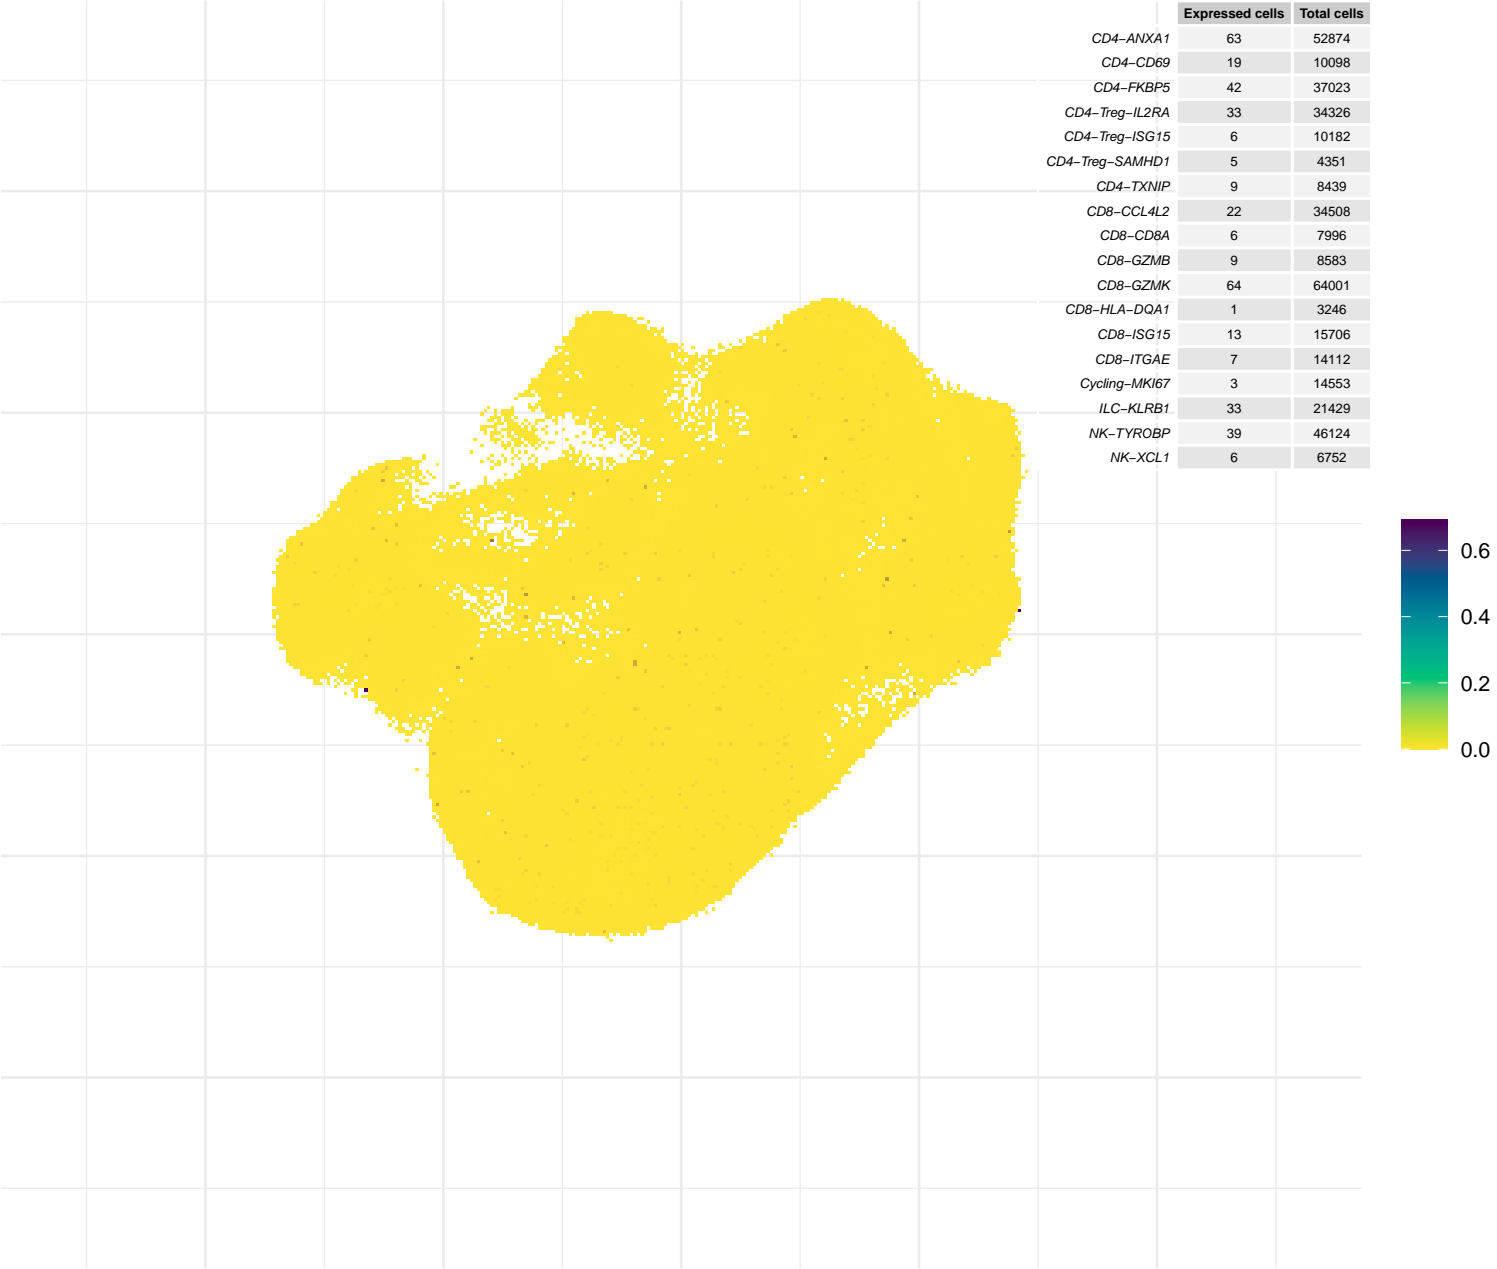 Expressed cells Total cells
CD4−ANXA1 63 52874
CD4−CD69 19 10098
CD4−FKBP5 42 37023
CD4−Treg−IL2RA 33 34326
CD4−Treg−ISG15 6 10182
CD4−Treg−SAMHD1 5 4351
CD4−TXNIP 9 8439
CD8−CCL4L2 22 34508
CD8−CD8A 6 7996
CD8−GZMB 9 8583
CD8−GZMK 64 64001
CD8−HLA−DQA1 1 3246
CD8−ISG15 13 15706
CD8−ITGAE 7 14112
Cycling−MKI67 3 14553
ILC−KLRB1 33 21429
NK−TYROBP 39 46124
NK−XCL1 6 6752
0.6
0.4
0.2
0.0